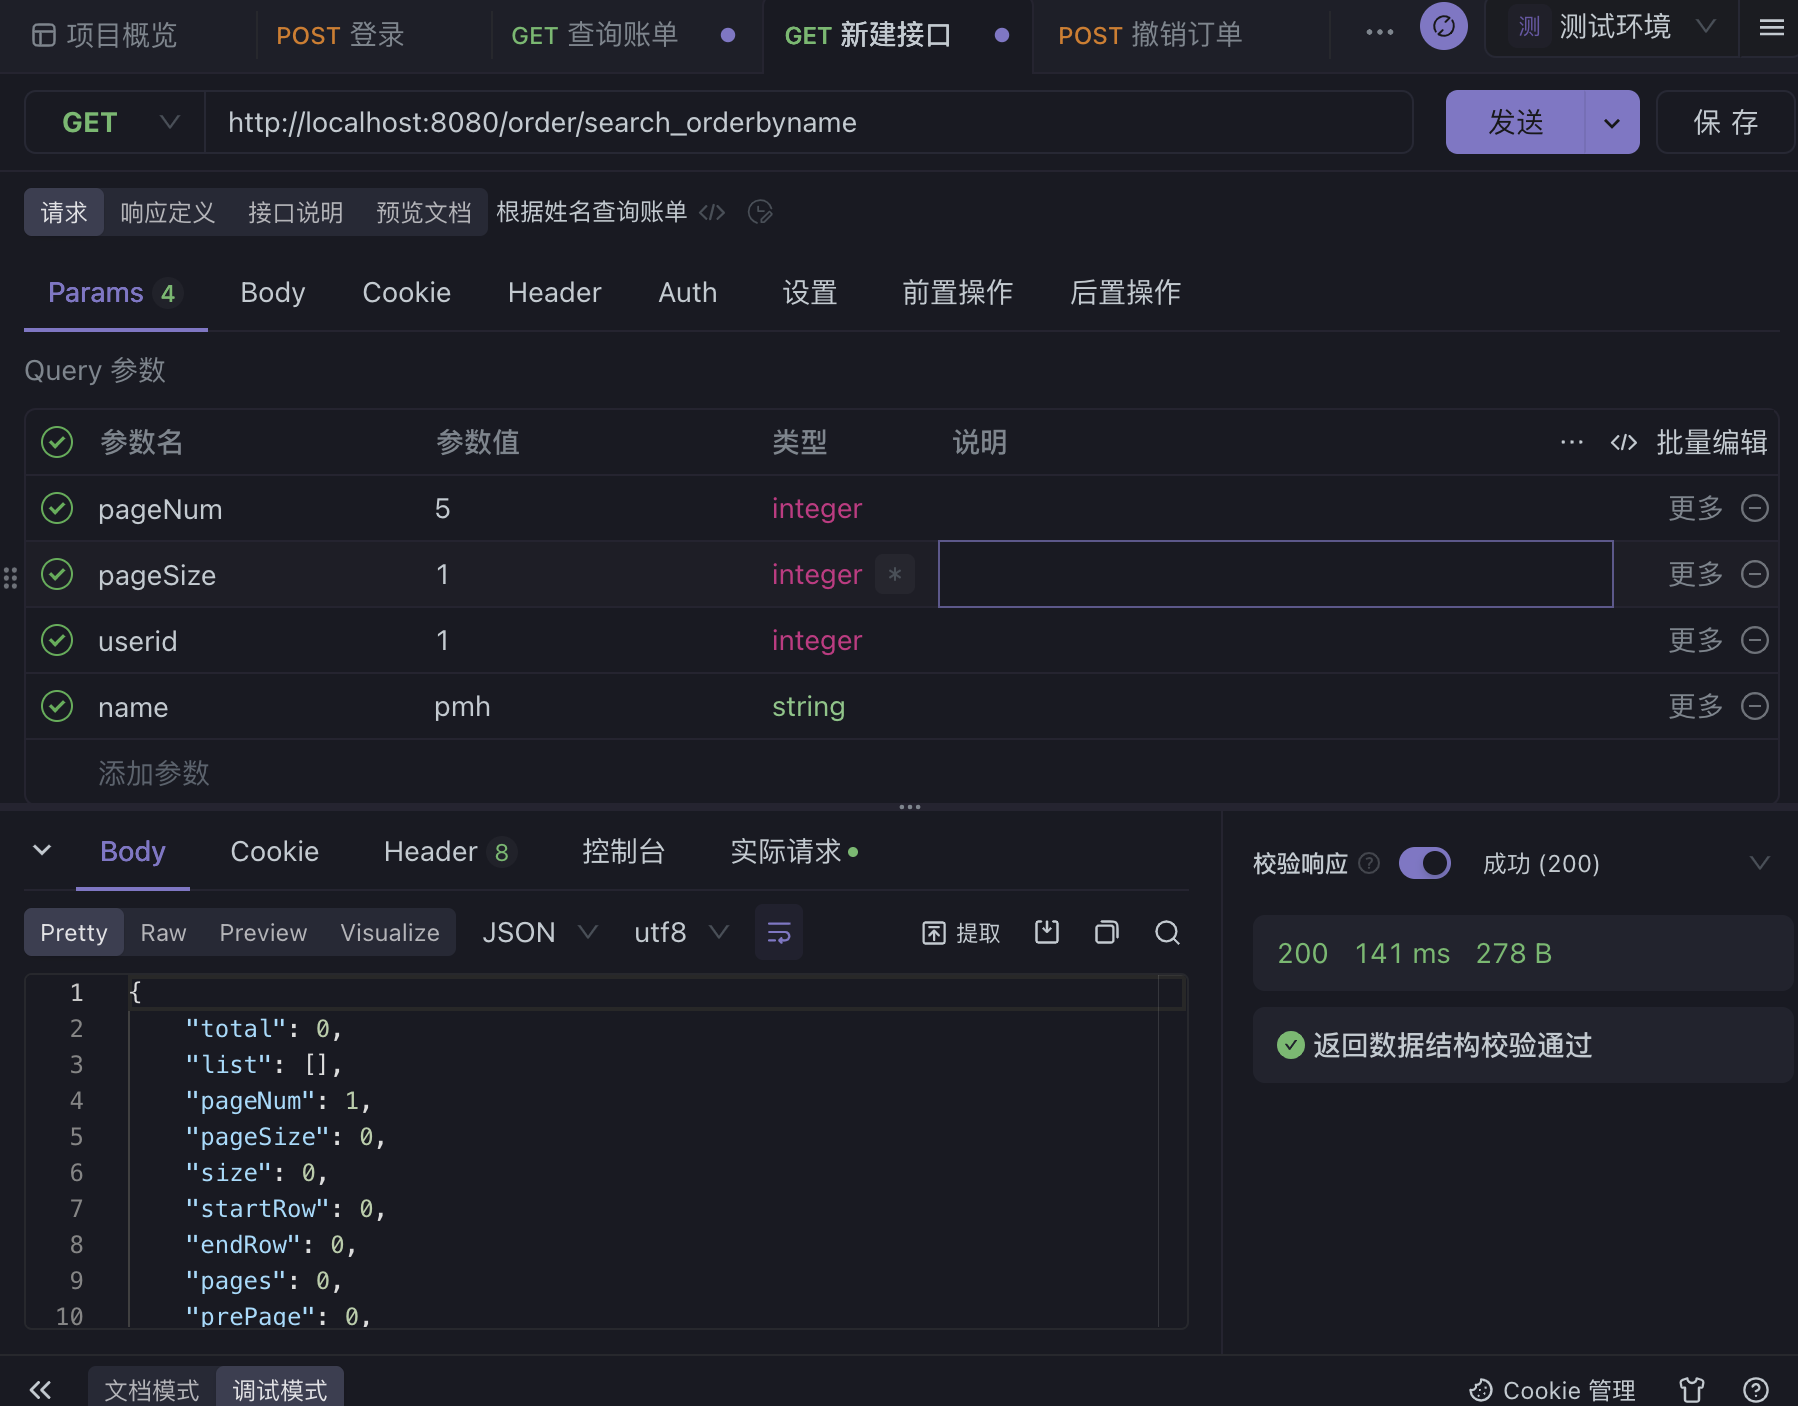 项目概览 POST 登录 GET 查询账单 GET 新建接口 POST 撤销订单 ··· 测 测试环境
GET http://localhost:8080/order/search_orderbyname 发送 保 存
请求 响应定义 接口说明 预览文档 根据姓名查询账单
Params 4 Body Cookie Header Auth 设置 前置操作 后置操作
Query 参数
参数名 参数值 类型 说明 ··· </> 批量编辑
pageNum 5 integer 更多
pageSize 1 integer * 更多
userid 1 integer 更多
name pmh string 更多
添加参数
Body Cookie Header 8 控制台 实际请求
校验响应 ? 成功 (200)
Pretty Raw Preview Visualize JSON utf8 提取
200 141 ms 278 B
返回数据结构校验通过
1 {
2 "total": 0,
3 "list": [],
4 "pageNum": 1,
5 "pageSize": 0,
6 "size": 0,
7 "startRow": 0,
8 "endRow": 0,
9 "pages": 0,
10 "prePage": 0,
文档模式 调试模式 Cookie 管理